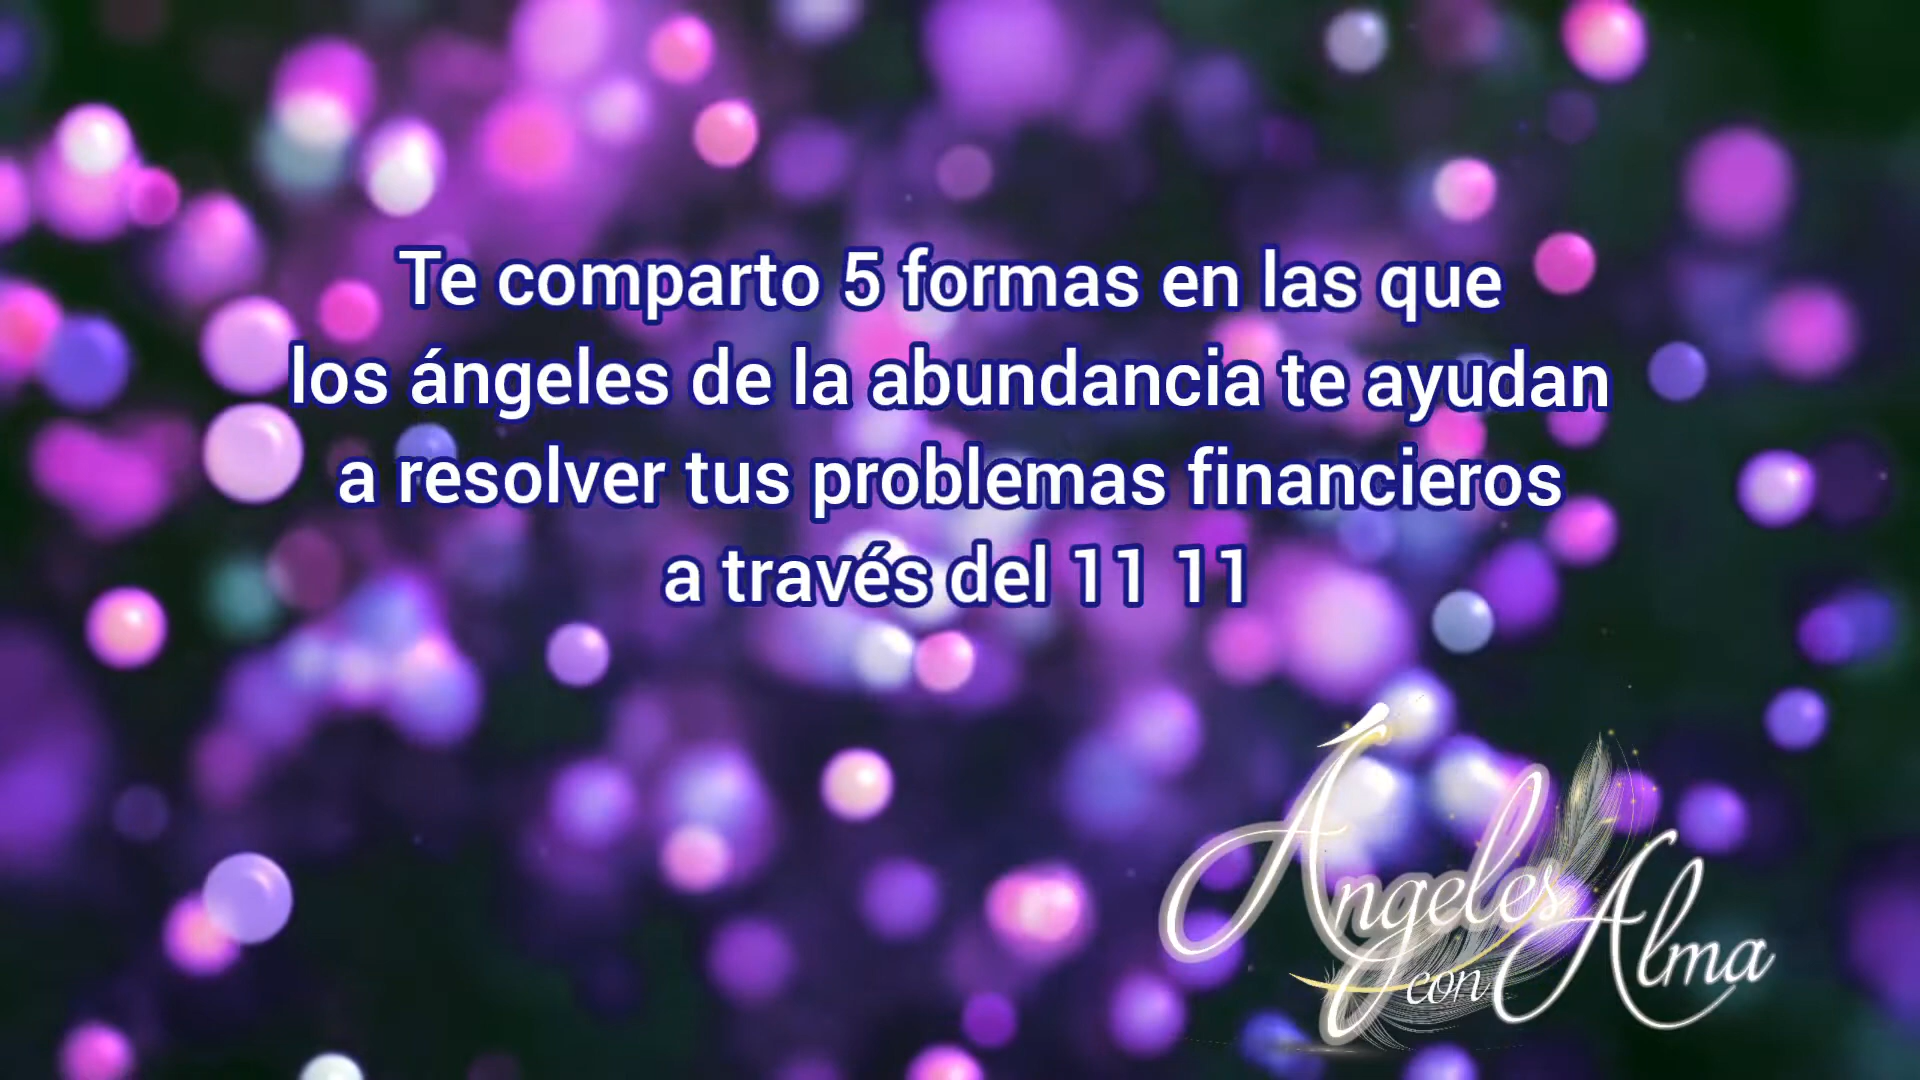 Te comparto 5 formas en las que
los ángeles de la abundancia te ayudan
a resolver tus problemas financieros
a través del 11 11
Ángeles
con Alma